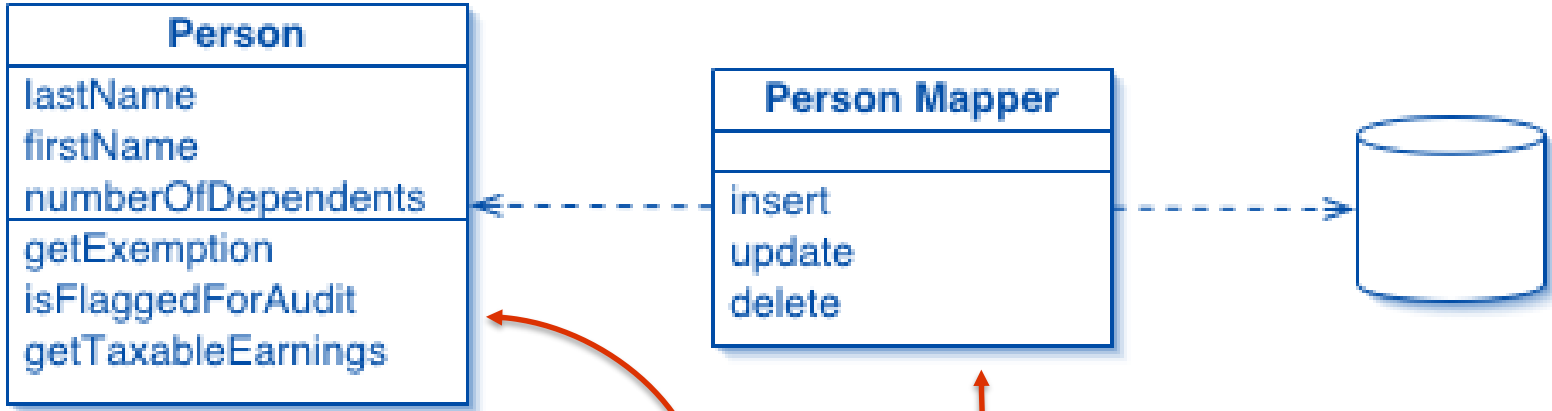 Person
lastName
firstName
numberOfDependents
getExemption
isFlaggedForAudit
getTaxableEarnings
Person Mapper
insert
update
delete